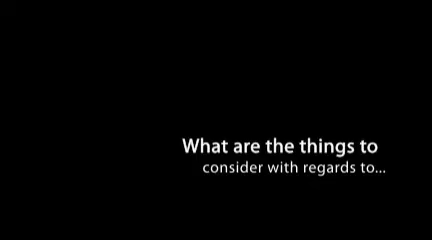 What are the things to
consider with regards to...